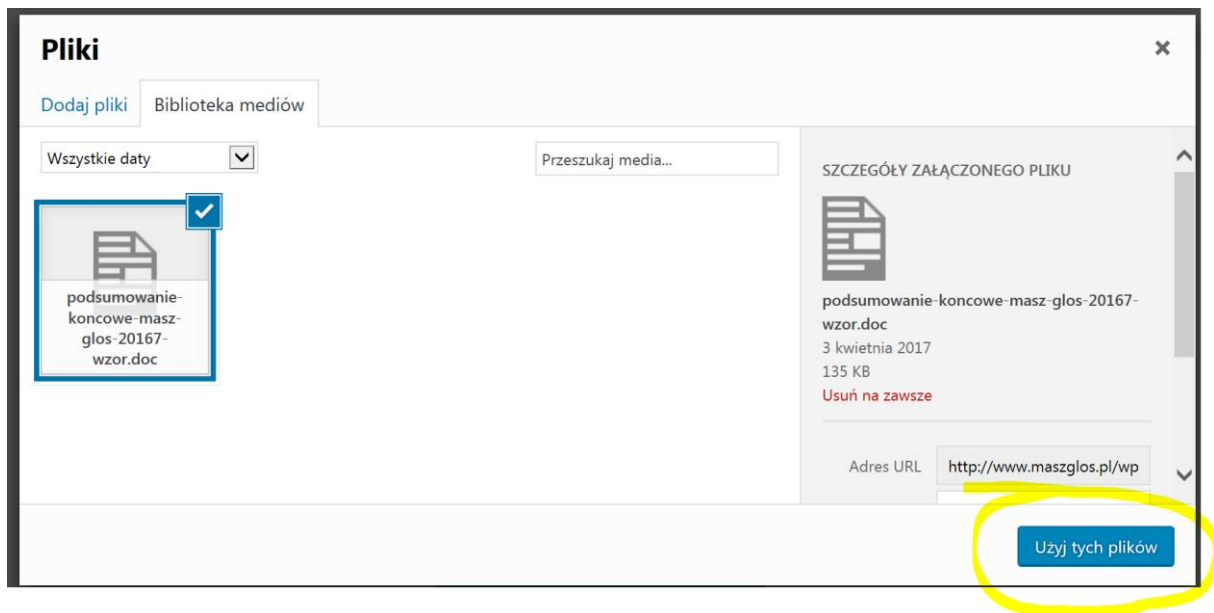 Pliki
Dodaj pliki
Biblioteka mediów
Wszystkie daty
Przeszukaj media...
podsumowanie-
koncowe-masz-
glos-20167-
wzor.doc
SZCZEGÓŁY ZAŁĄCZONEGO PLIKU
podsumowanie-koncowe-masz-glos-20167-
wzor.doc
3 kwietnia 2017
135 KB
Usuń na zawsze
Adres URL http://www.maszglos.pl/wp
Użyj tych plików